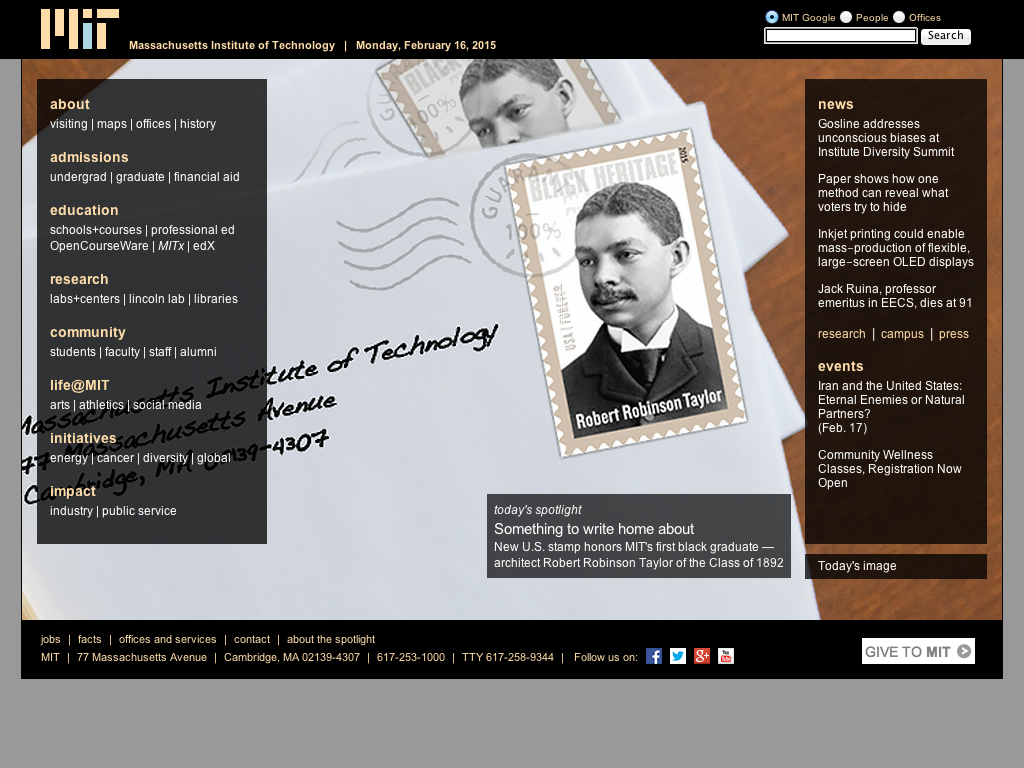 MIT
Massachusetts Institute of Technology | Monday, February 16, 2015
MIT Google People Offices
Search
about
visiting | maps | offices | history
admissions
undergrad | graduate | financial aid
education
schools+courses | professional ed
OpenCourseWare | MITx | edX
research
labs+centers | lincoln lab | libraries
community
students | faculty | staff | alumni
life@MIT
arts | athletics | social media
initiatives
energy | cancer | diversity | global
impact
industry | public service
BLACK HERITAGE
100%
GUARA
BLACK HERITAGE
2015
100%
USA | FOREVER
Robert Robinson Taylor
Massachusetts Institute of Technology
77 Massachusetts Avenue
Cambridge, MA 02139-4307
today's spotlight
Something to write home about
New U.S. stamp honors MIT's first black graduate —
architect Robert Robinson Taylor of the Class of 1892
news
Gosline addresses
unconscious biases at
Institute Diversity Summit
Paper shows how one
method can reveal what
voters try to hide
Inkjet printing could enable
mass-production of flexible,
large-screen OLED displays
Jack Ruina, professor
emeritus in EECS, dies at 91
research | campus | press
events
Iran and the United States:
Eternal Enemies or Natural
Partners?
(Feb. 17)
Community Wellness
Classes, Registration Now
Open
Today's image
jobs | facts | offices and services | contact | about the spotlight
MIT | 77 Massachusetts Avenue | Cambridge, MA 02139-4307 | 617-253-1000 | TTY 617-258-9344 | Follow us on:
GIVE TO MIT